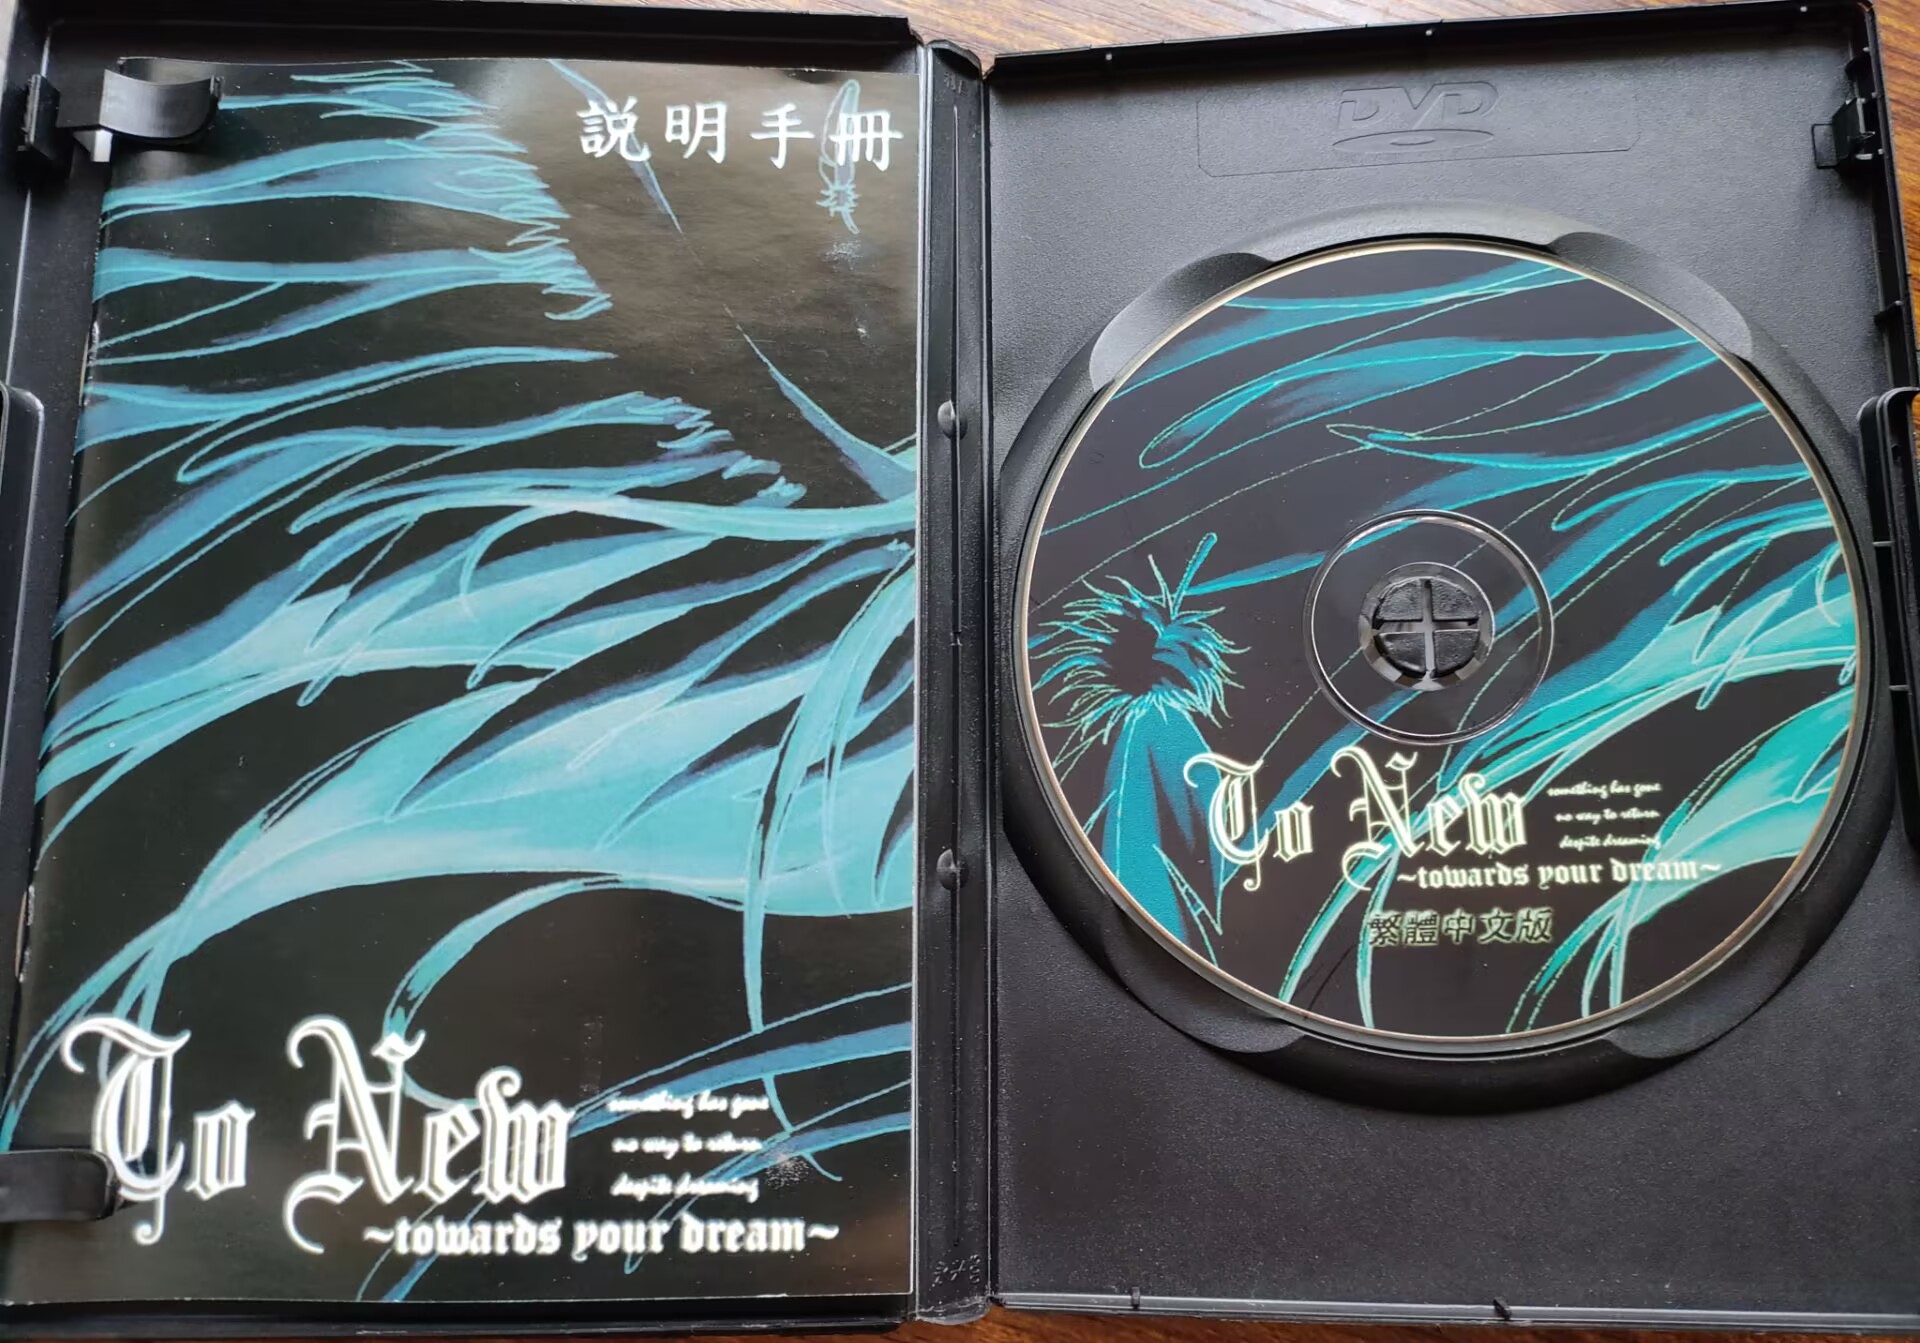 説明手冊
To New
something has gone
no way to return
despite dreaming
~towards your dream~
DVD
To New
something has gone
no way to return
despite dreaming
~towards your dream~
繁體中文版